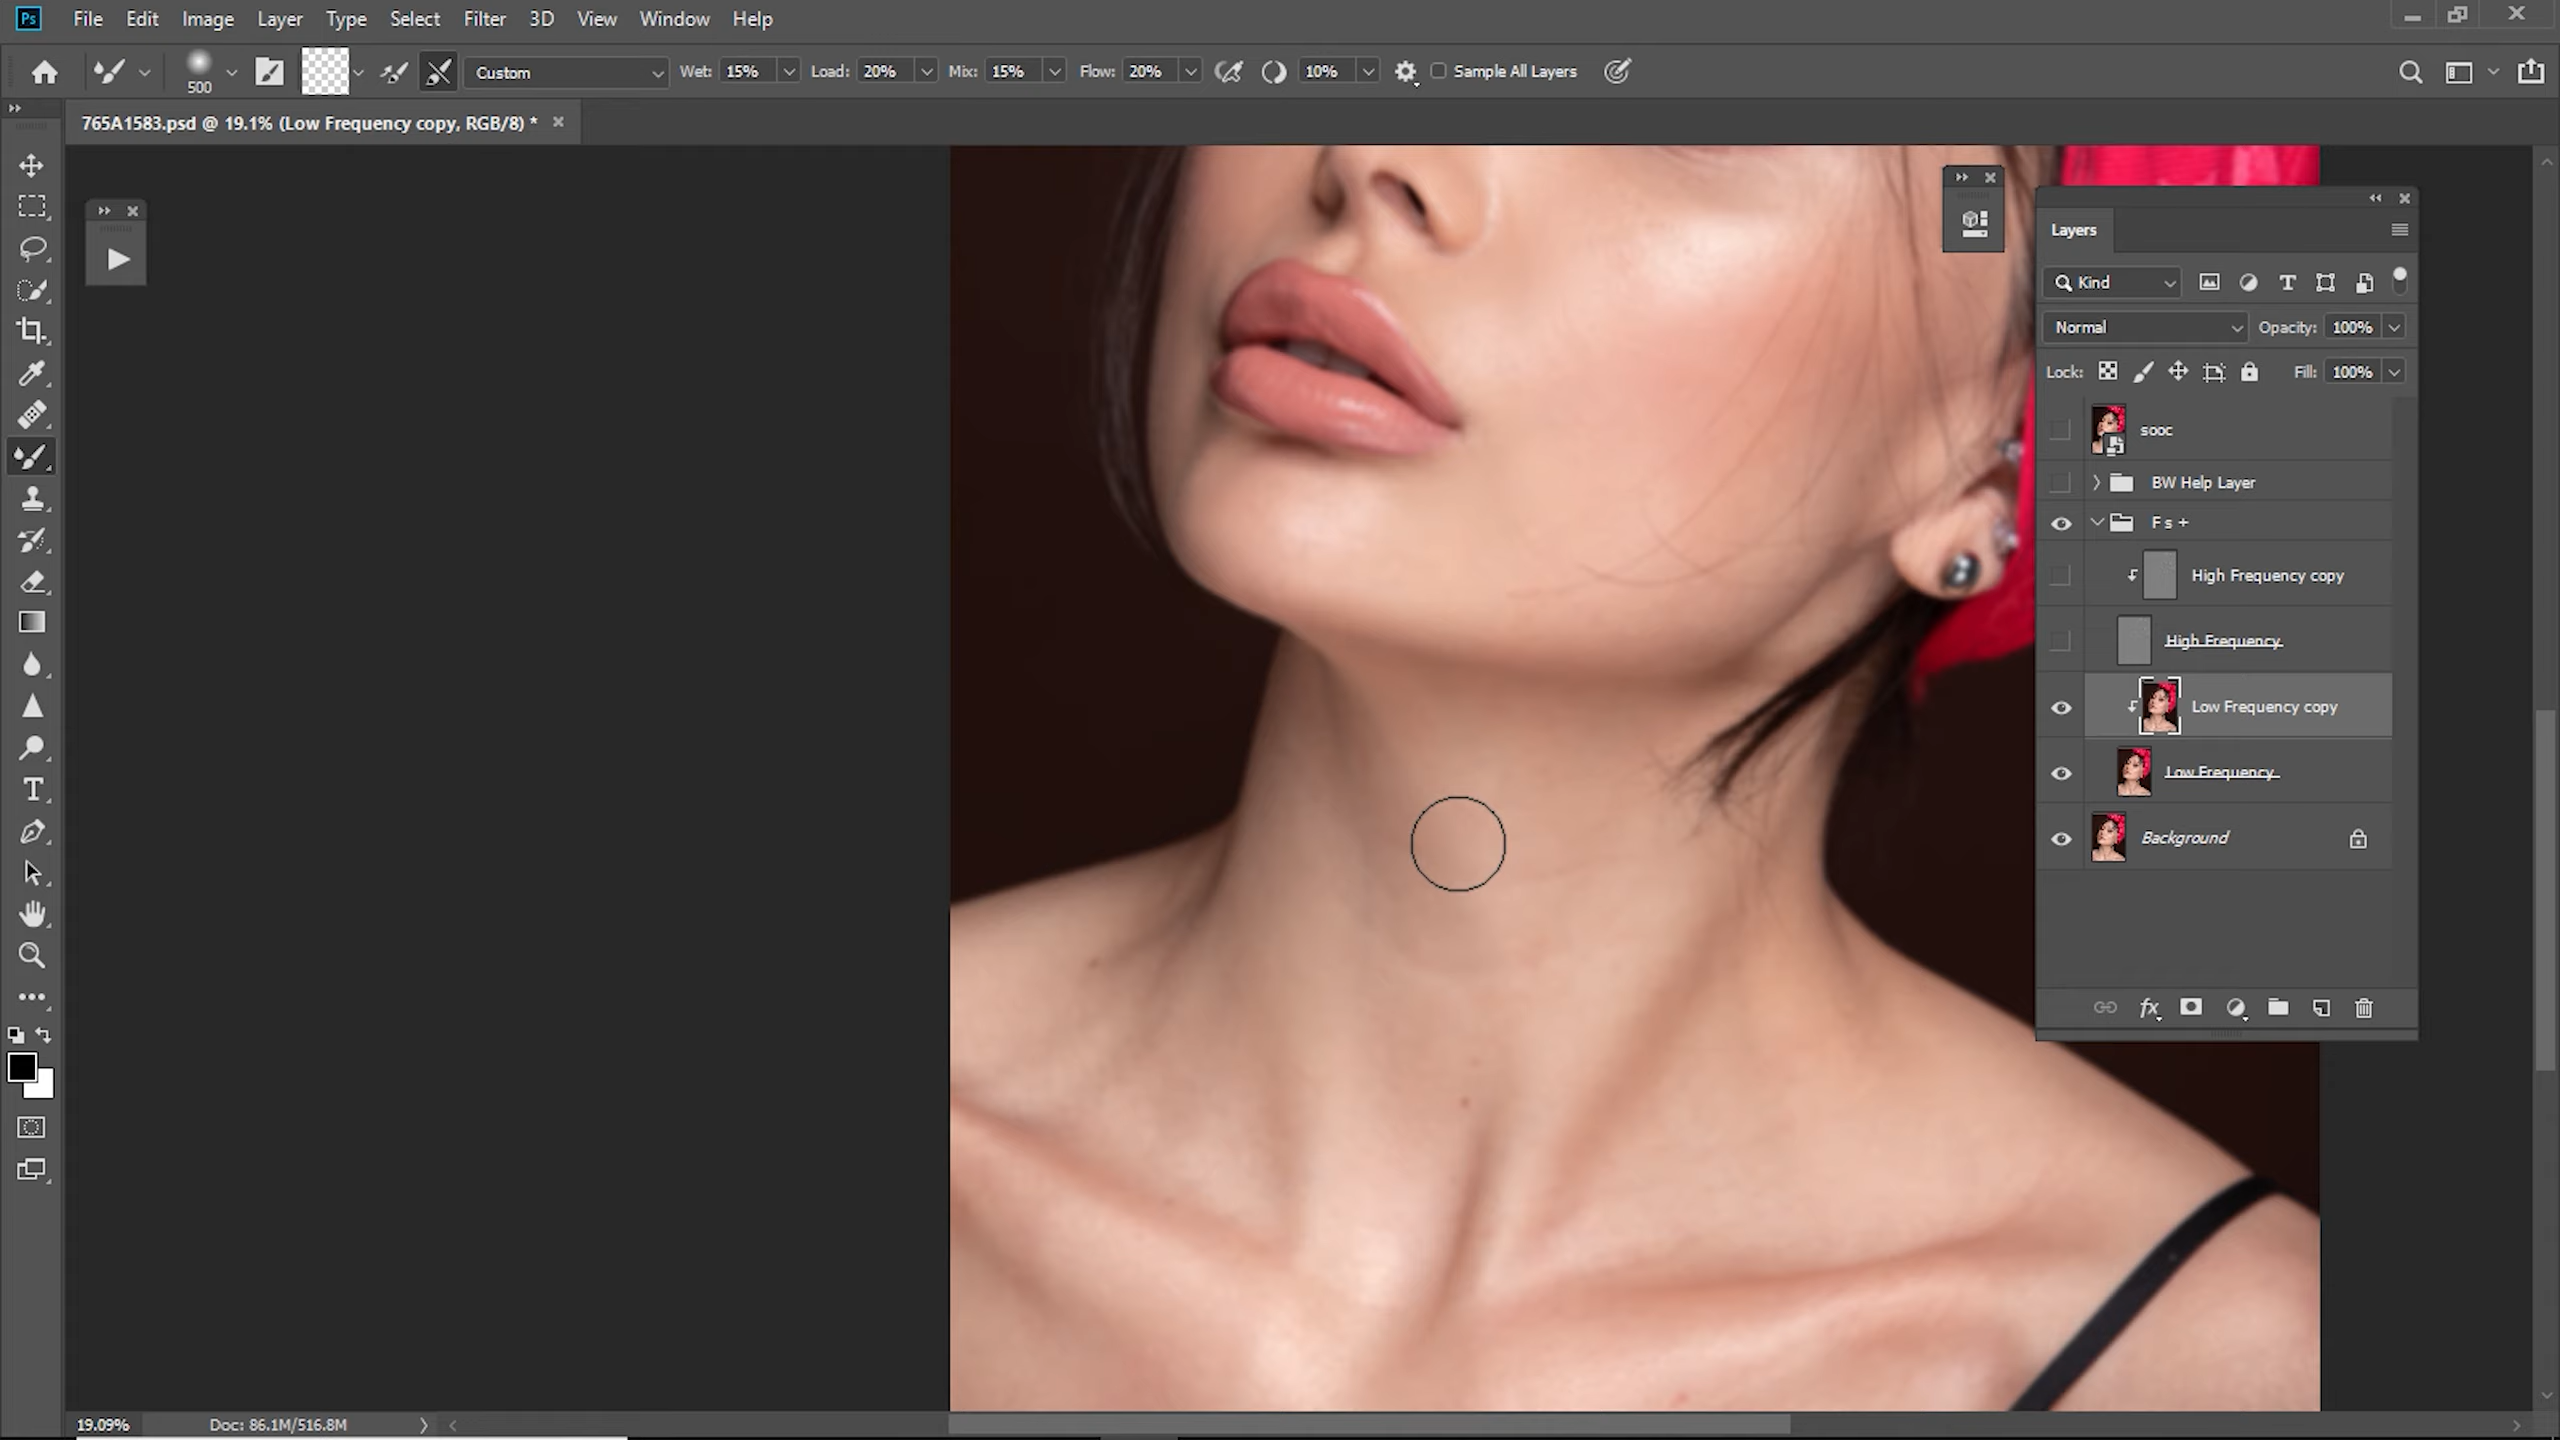 Ps File Edit Image Layer Type Select Filter 3D View Window Help
500 Custom Wet: 15% Load: 20% Mix: 15% Flow: 20% 10% Sample All Layers
765A1583.psd @ 19.1% (Low Frequency copy, RGB/8) *
Layers
Kind
Normal Opacity: 100%
Lock: Fill: 100%
sooc
BW Help Layer
F s +
High Frequency copy
High Frequency
Low Frequency copy
Low Frequency
Background
19.09% Doc: 86.1M/516.8M